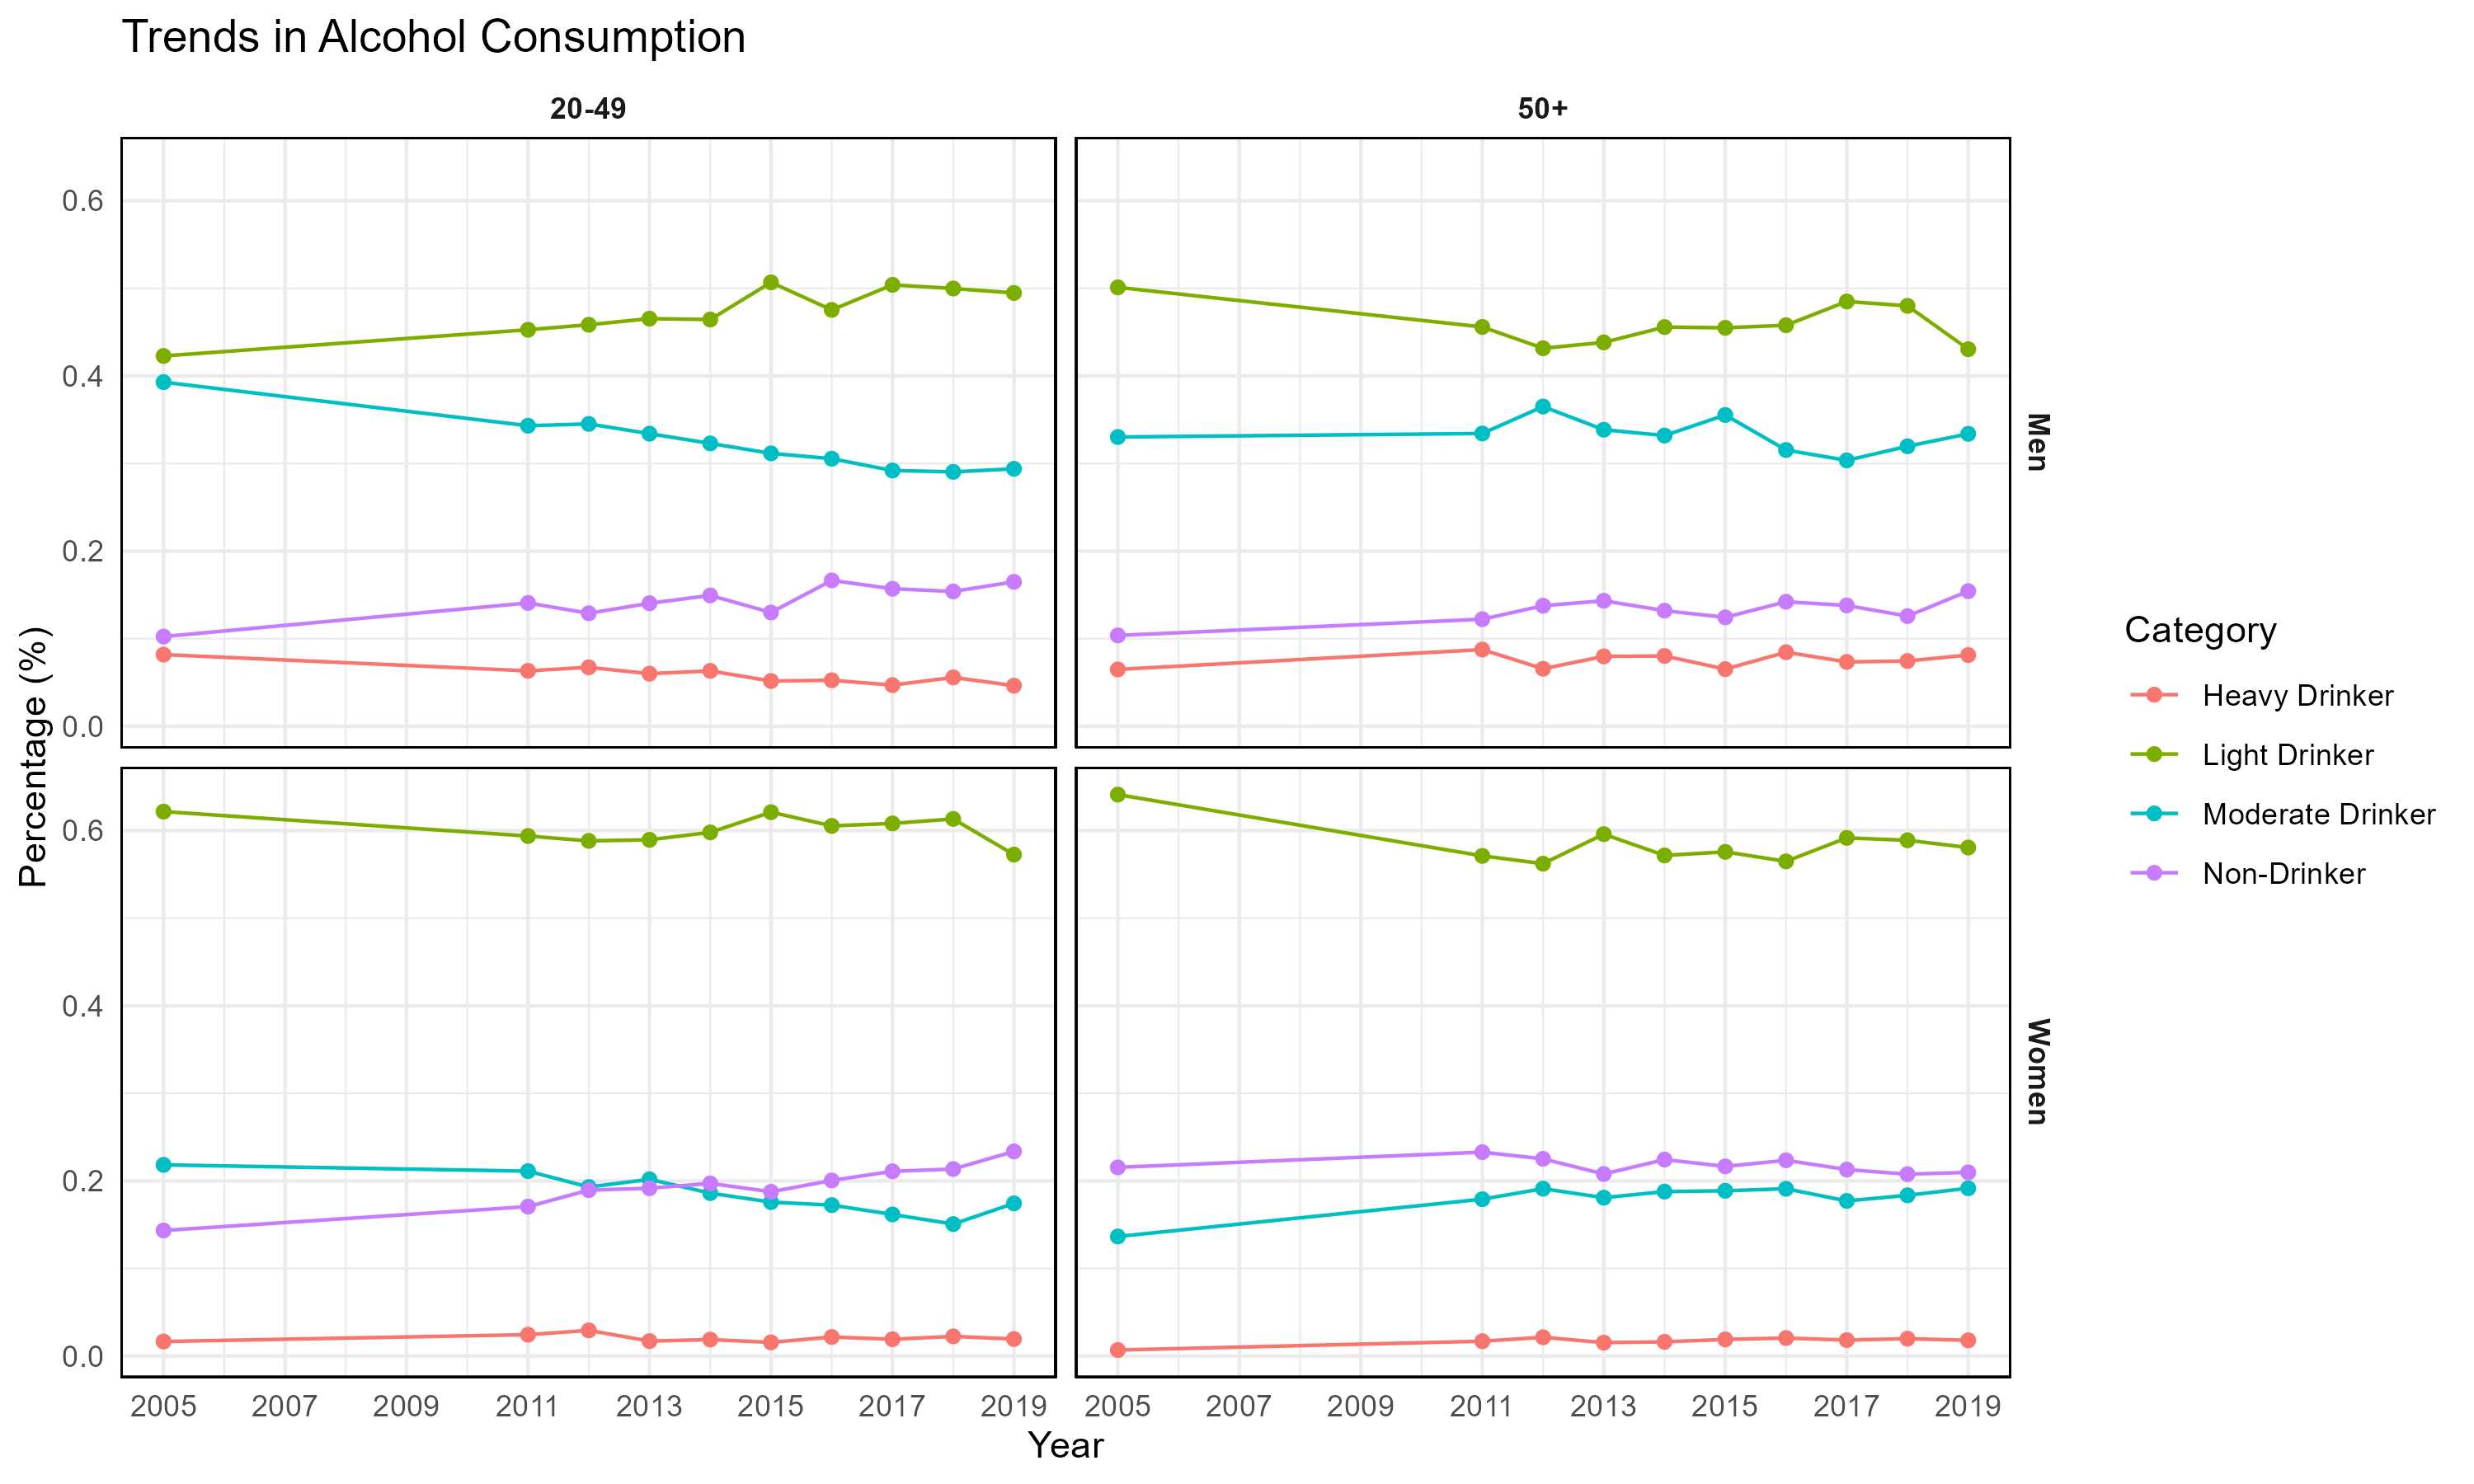 Trends in Alcohol Consumption
20-49
50+
0.6
0.4
0.2
0.0
Men
Percentage (%)
0.6
0.4
0.2
0.0
Women
2005 2007 2009 2011 2013 2015 2017 2019
2005 2007 2009 2011 2013 2015 2017 2019
Year
Category
Heavy Drinker
Light Drinker
Moderate Drinker
Non-Drinker